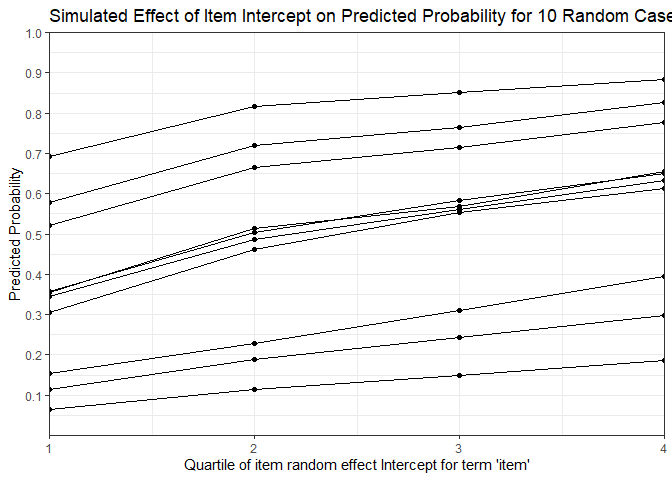 Simulated Effect of Item Intercept on Predicted Probability for 10 Random Case
1.0
0.9
0.8
0.7
0.6
0.5
0.4
0.3
0.2
0.1
Predicted Probability
1 2 3 4
Quartile of item random effect Intercept for term 'item'